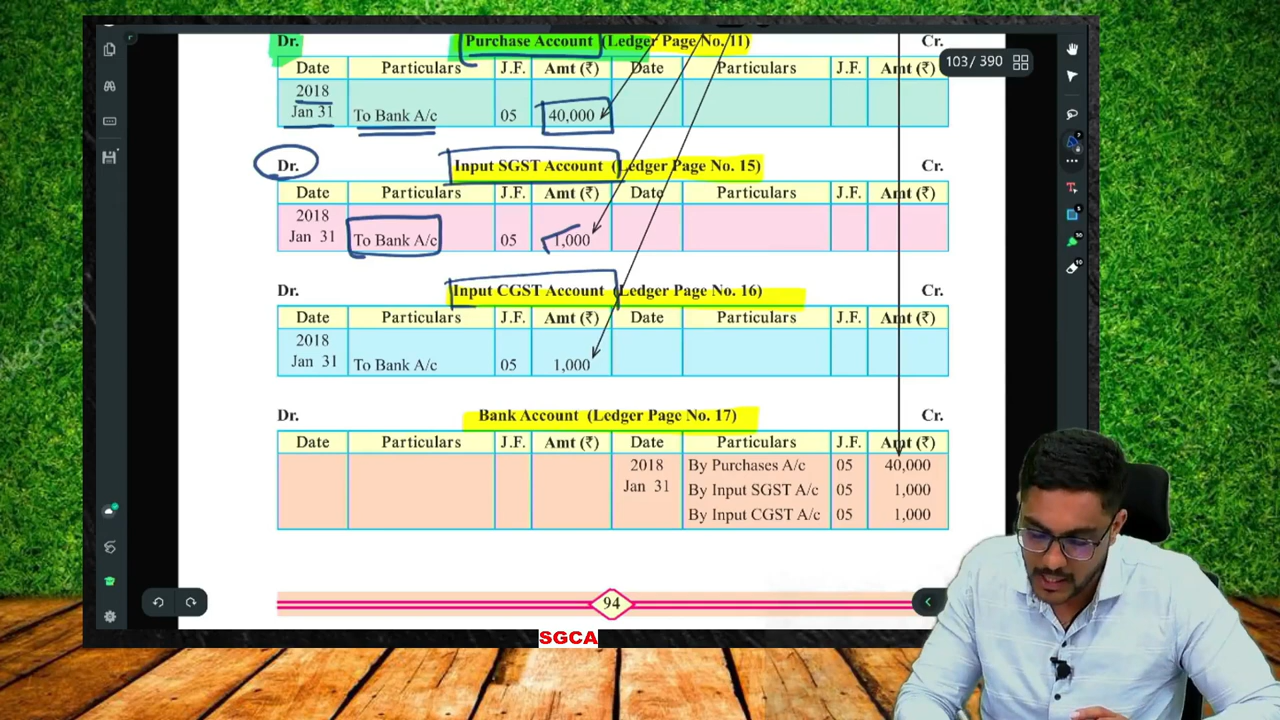 Dr. Purchase Account (Ledger Page No. 11) Cr.
103/ 390
Date Particulars J.F. Amt (₹) Date Particulars J.F. Amt (₹)
2018
Jan 31 To Bank A/c 05 40,000
Dr. Input SGST Account (Ledger Page No. 15) Cr.
Date Particulars J.F. Amt (₹) Date Particulars J.F. Amt (₹)
2018
Jan 31 To Bank A/c 05 1,000
Dr. Input CGST Account (Ledger Page No. 16) Cr.
Date Particulars J.F. Amt (₹) Date Particulars J.F. Amt (₹)
2018
Jan 31 To Bank A/c 05 1,000
Dr. Bank Account (Ledger Page No. 17) Cr.
Date Particulars J.F. Amt (₹) Date Particulars J.F. Amt (₹)
2018 By Purchases A/c 05 40,000
Jan 31 By Input SGST A/c 05 1,000
By Input CGST A/c 05 1,000
94
SGCA